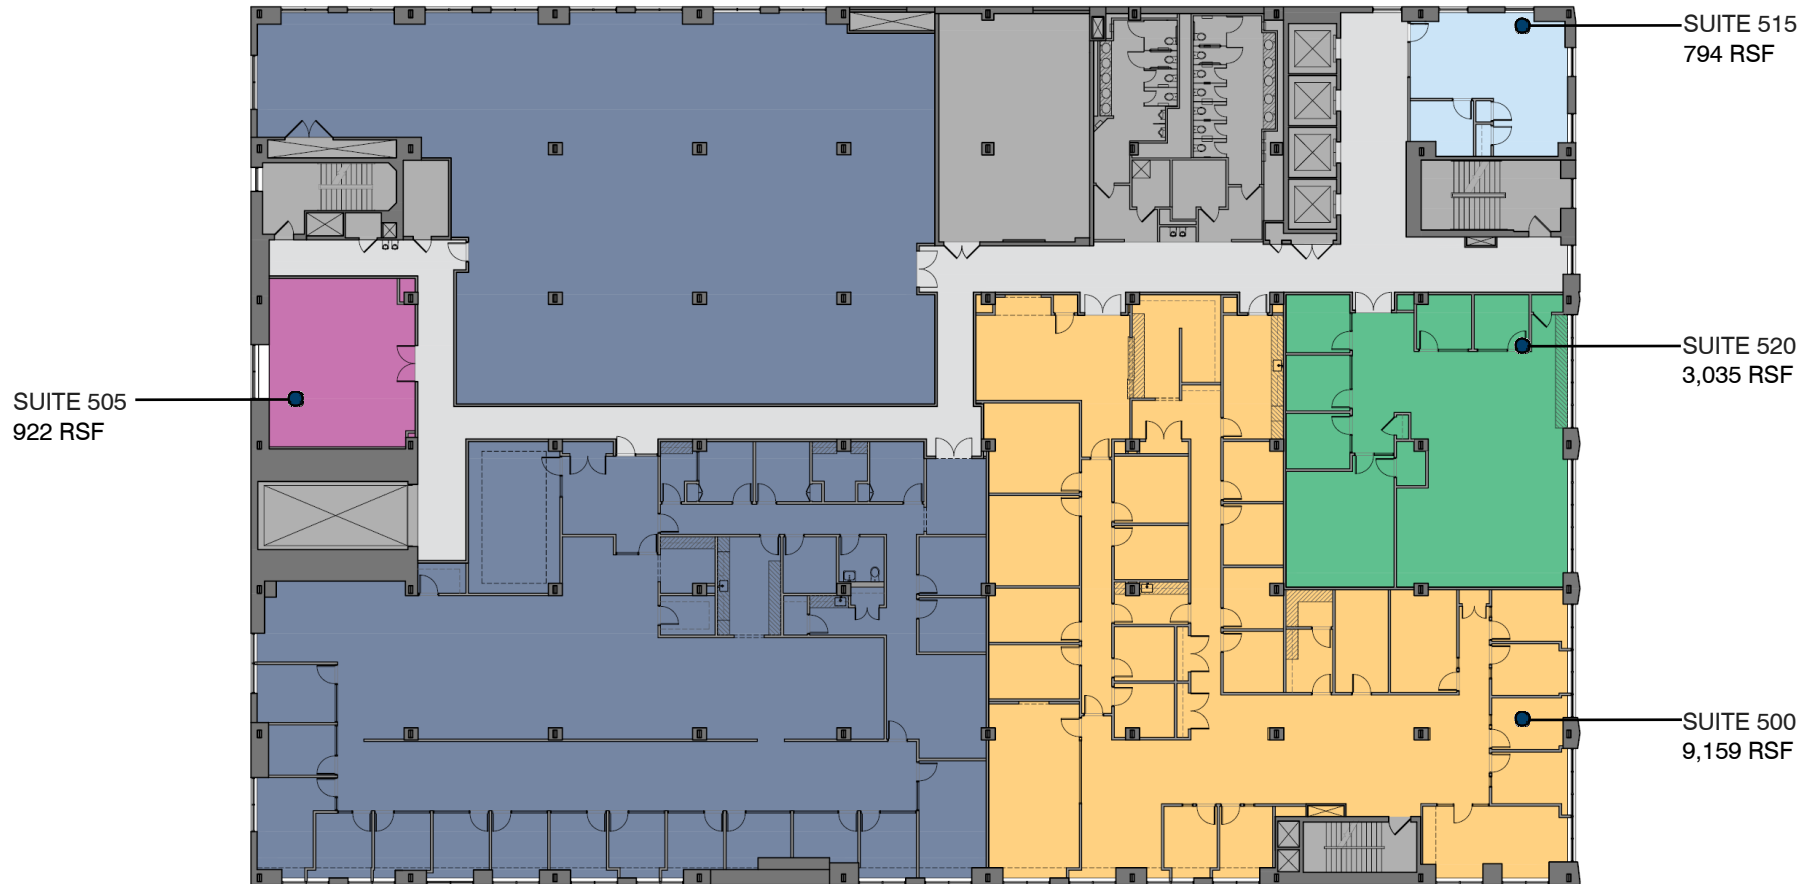 SUITE 515
794 RSF
SUITE 520
3,035 RSF
SUITE 505
922 RSF
SUITE 500
9,159 RSF